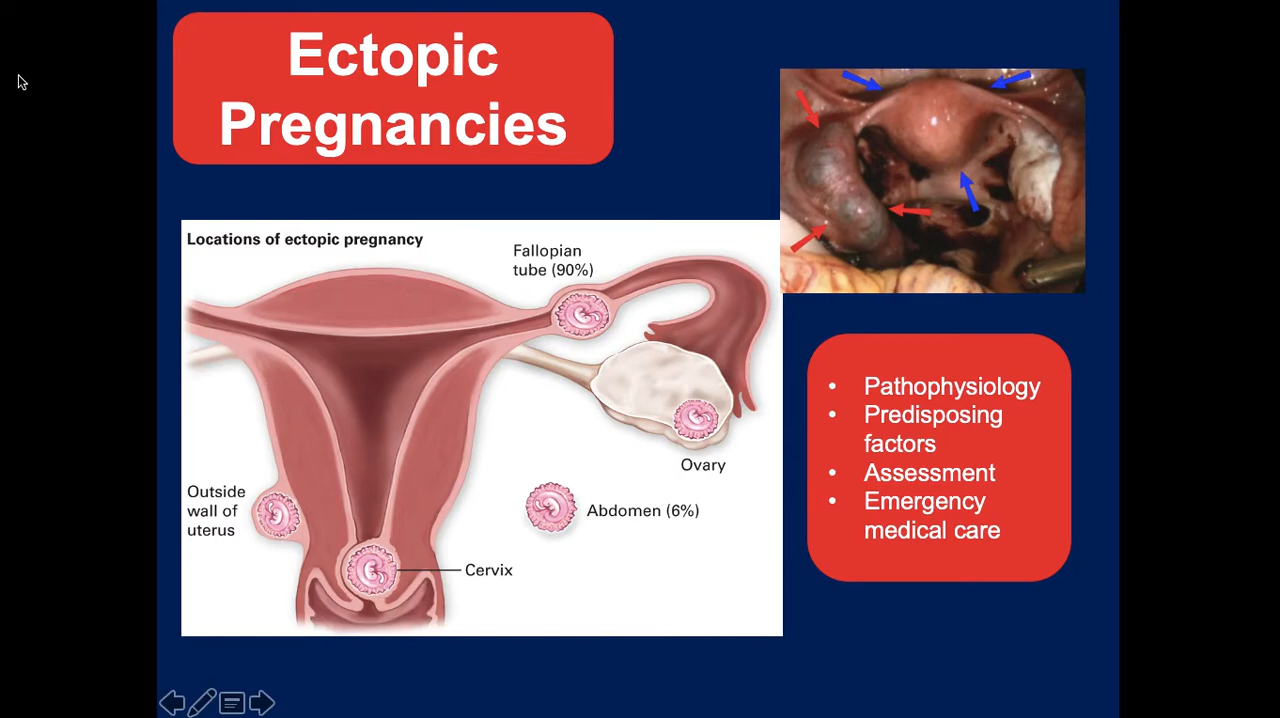 Ectopic
Pregnancies
Locations of ectopic pregnancy
Fallopian
tube (90%)
Ovary
Outside
wall of
uterus
Abdomen (6%)
Cervix
• Pathophysiology
• Predisposing
factors
• Assessment
• Emergency
medical care